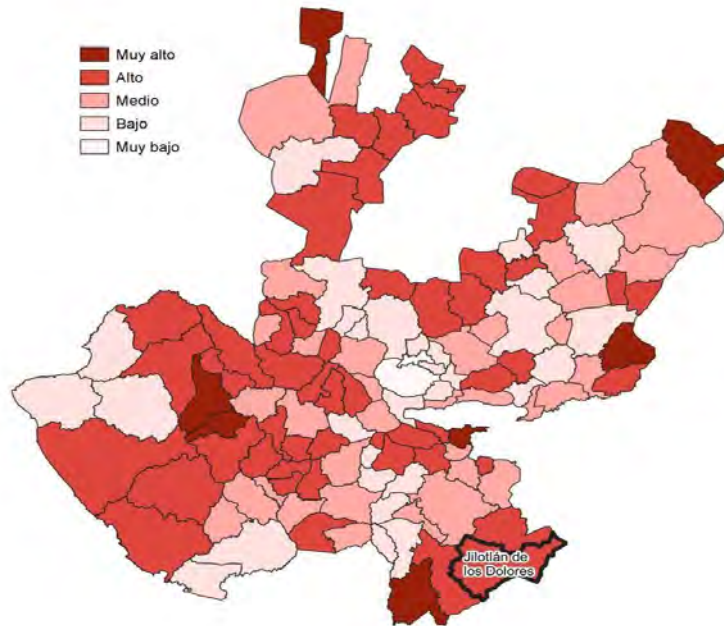 Muy alto
Alto
Medio
Bajo
Muy bajo
Jilotlán de
los Dolores